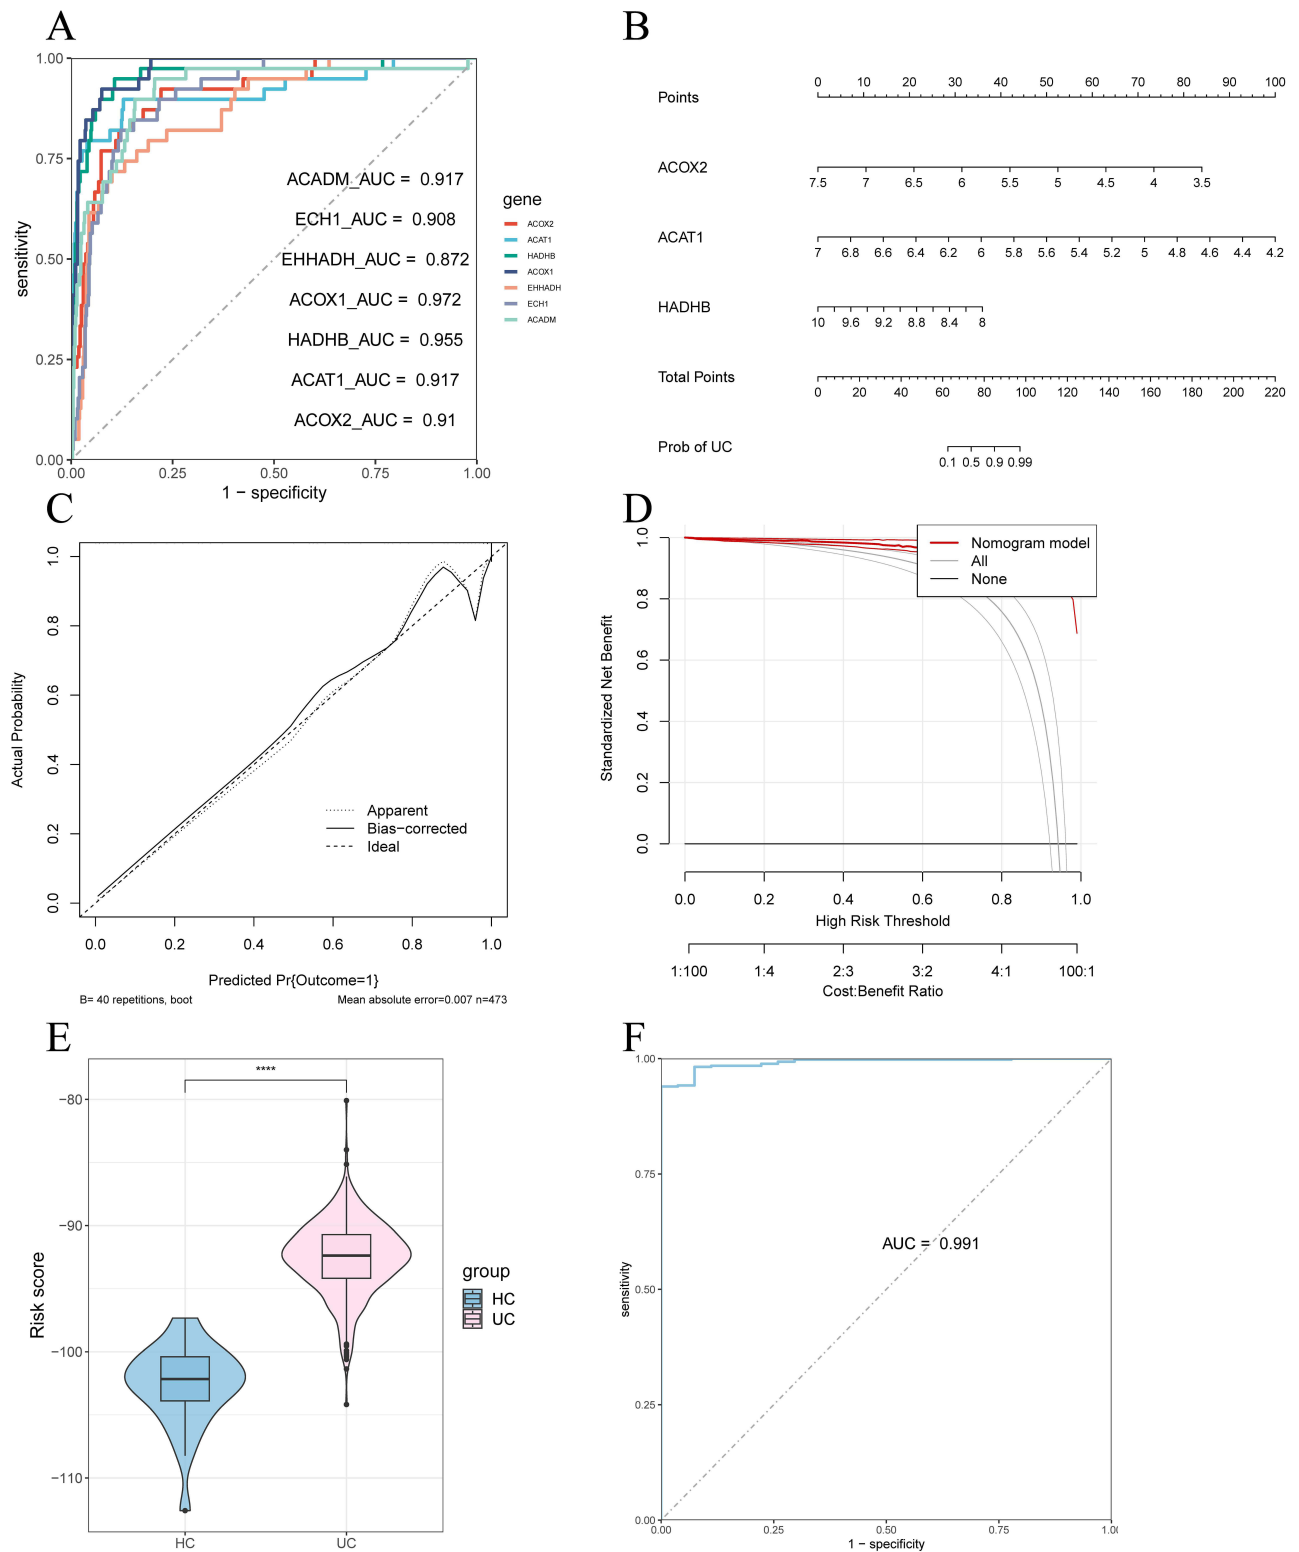 A
1.00
0.75
0.50
0.25
0.00
sensitivity
0.00 0.25 0.50 0.75 1.00
1 − specificity
ACADM_AUC = 0.917
ECH1_AUC = 0.908
EHHADH_AUC = 0.872
ACOX1_AUC = 0.972
HADHB_AUC = 0.955
ACAT1_AUC = 0.917
ACOX2_AUC = 0.91
gene
ACOX2
ACAT1
HADHB
ACOX1
EHHADH
ECH1
ACADM
B
0 10 20 30 40 50 60 70 80 90 100
Points
ACOX2
7.5 7 6.5 6 5.5 5 4.5 4 3.5
ACAT1
7 6.8 6.6 6.4 6.2 6 5.8 5.6 5.4 5.2 5 4.8 4.6 4.4 4.2
HADHB
10 9.6 9.2 8.8 8.4 8
Total Points
0 20 40 60 80 100 120 140 160 180 200 220
Prob of UC
0.1 0.5 0.9 0.99
C
1.0
0.8
0.6
0.4
0.2
0.0
Actual Probability
Apparent
Bias−corrected
Ideal
0.0 0.2 0.4 0.6 0.8 1.0
Predicted Pr{Outcome=1}
B= 40 repetitions, boot
Mean absolute error=0.007 n=473
D
1.0
0.8
0.6
0.4
0.2
0.0
Standardized Net Benefit
Nomogram model
All
None
0.0 0.2 0.4 0.6 0.8 1.0
High Risk Threshold
1:100 1:4 2:3 3:2 4:1 100:1
Cost:Benefit Ratio
E
****
−80
−90
−100
−110
Risk score
HC UC
group
HC
UC
F
1.00
0.75
0.50
0.25
0.00
sensitivity
AUC = 0.991
0.00 0.25 0.50 0.75 1.00
1 − specificity